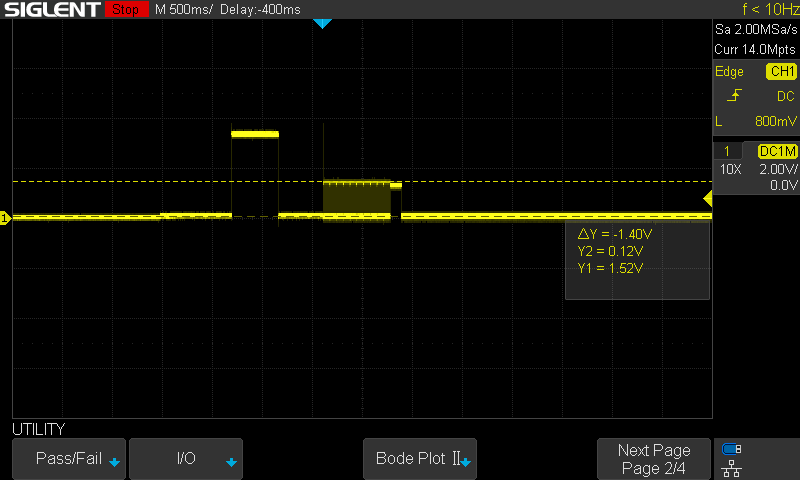 SIGLENT Stop M 500ms/ Delay:-400ms f < 10Hz
Sa 2.00MSa/s
Curr 14.0Mpts
Edge CH1
DC
L 800mV
1 DC1M
10X 2.00V/
0.0V
1
ΔY = -1.40V
Y2 = 0.12V
Y1 = 1.52V
UTILITY
Pass/Fail I/O Bode Plot II Next Page
Page 2/4